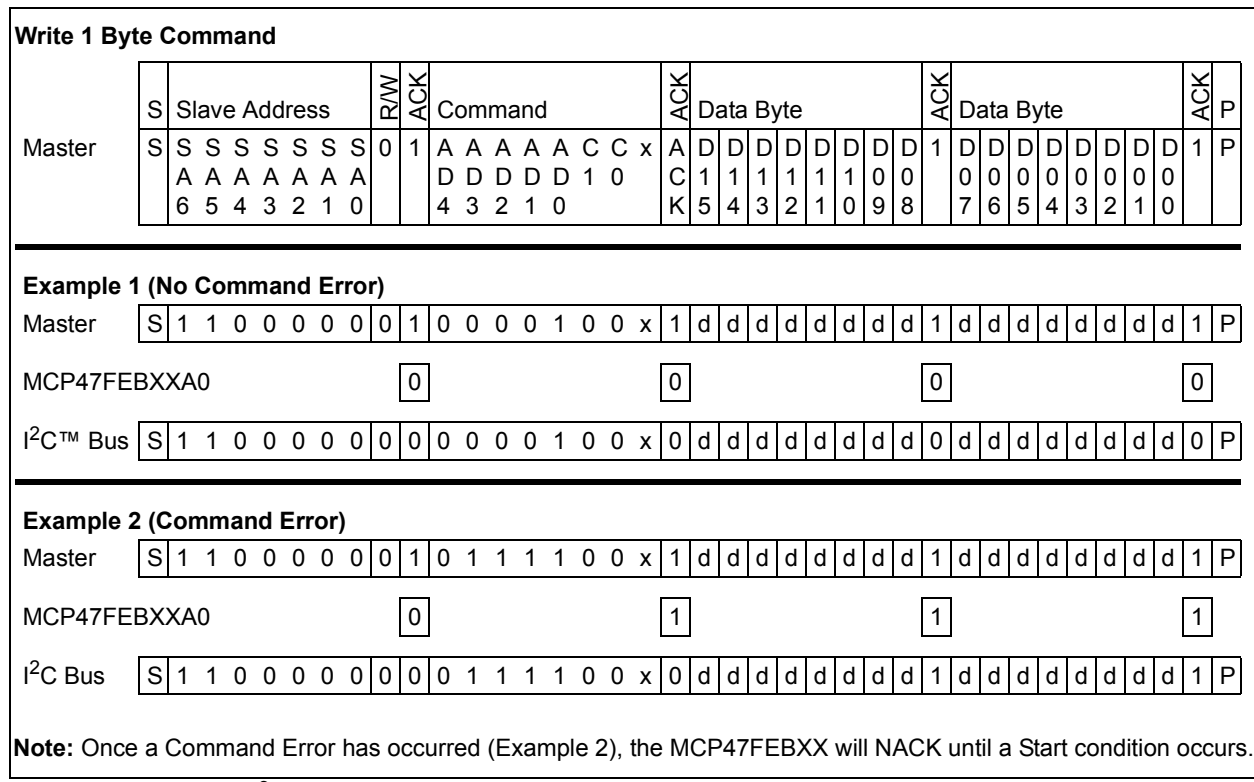 Write 1 Byte Command
S Slave Address R/W ACK Command ACK Data Byte ACK Data Byte ACK P
Master S S S S S S S S 0 1 A A A A A C C x A D D D D D D D D 1 D D D D D D D D 1 P
A A A A A A A D D D D D 1 0 C 1 1 1 1 1 1 0 0 0 0 0 0 0 0 0 0
6 5 4 3 2 1 0 4 3 2 1 0 K 5 4 3 2 1 0 9 8 7 6 5 4 3 2 1 0
Example 1 (No Command Error)
Master S 1 1 0 0 0 0 0 0 1 0 0 0 0 1 0 0 x 1 d d d d d d d d 1 d d d d d d d d 1 P
MCP47FEBXXA0 0 0 0 0
I²C™ Bus S 1 1 0 0 0 0 0 0 0 0 0 0 0 1 0 0 x 0 d d d d d d d d 0 d d d d d d d d 0 P
Example 2 (Command Error)
Master S 1 1 0 0 0 0 0 0 1 0 1 1 1 1 0 0 x 1 d d d d d d d d 1 d d d d d d d d 1 P
MCP47FEBXXA0 0 1 1 1
I²C Bus S 1 1 0 0 0 0 0 0 0 0 1 1 1 1 0 0 x 0 d d d d d d d d 1 d d d d d d d d 1 P
Note: Once a Command Error has occurred (Example 2), the MCP47FEBXX will NACK until a Start condition occurs.